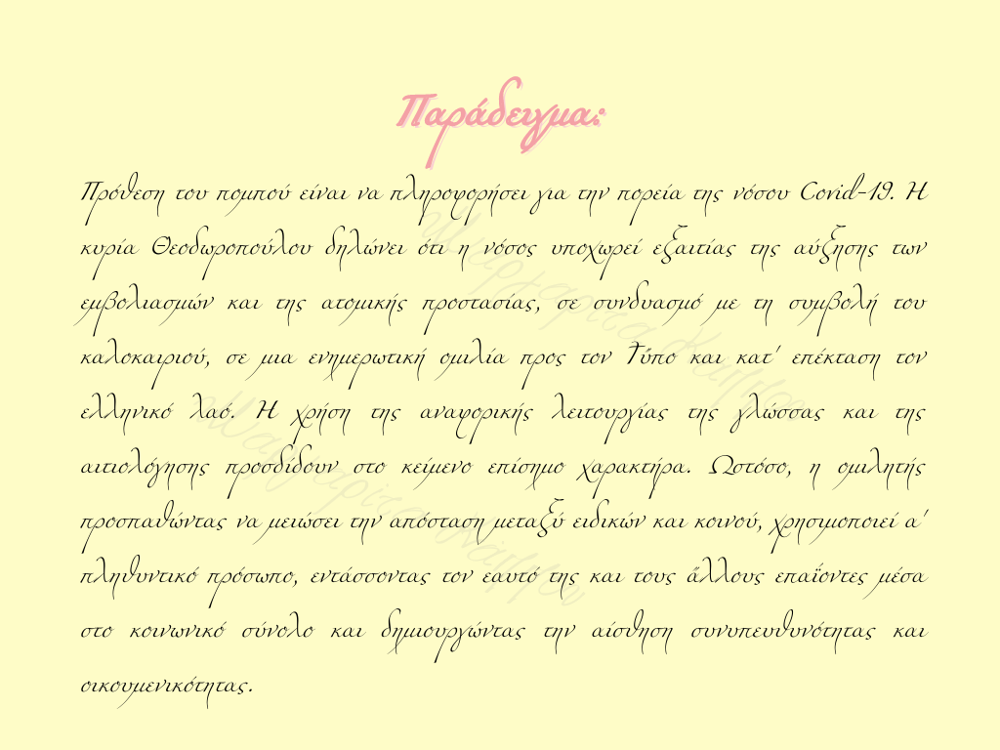 Παράδειγμα:
Πρόθεση του πομπού είναι να πληροφορήσει για την πορεία της νόσου Covid-19. Η
κυρία Θεοδωροπούλου δηλώνει ότι η νόσος υποχωρεί εξαιτίας της αύξησης των
εμβολιασμών και της ατομικής προστασίας, σε συνδυασμό με τη συμβολή του
καλοκαιριού, σε μια ενημερωτική ομιλία προς τον Τύπο και κατ' επέκταση τον
ελληνικό λαό. Η χρήση της αναφορικής λειτουργίας της γλώσσας και της
αιτιολόγησης προσδίδουν στο κείμενο επίσημο χαρακτήρα. Ωστόσο, η ομιλητής
προσπαθώντας να μειώσει την απόσταση μεταξύ ειδικών και κοινού, χρησιμοποιεί α'
πληθυντικό πρόσωπο, εντάσσοντας τον εαυτό της και τους άλλους επαΐοντες μέσα
στο κοινωνικό σύνολο και δημιουργώντας την αίσθηση συνυπευθυνότητας και
οικουμενικότητας.